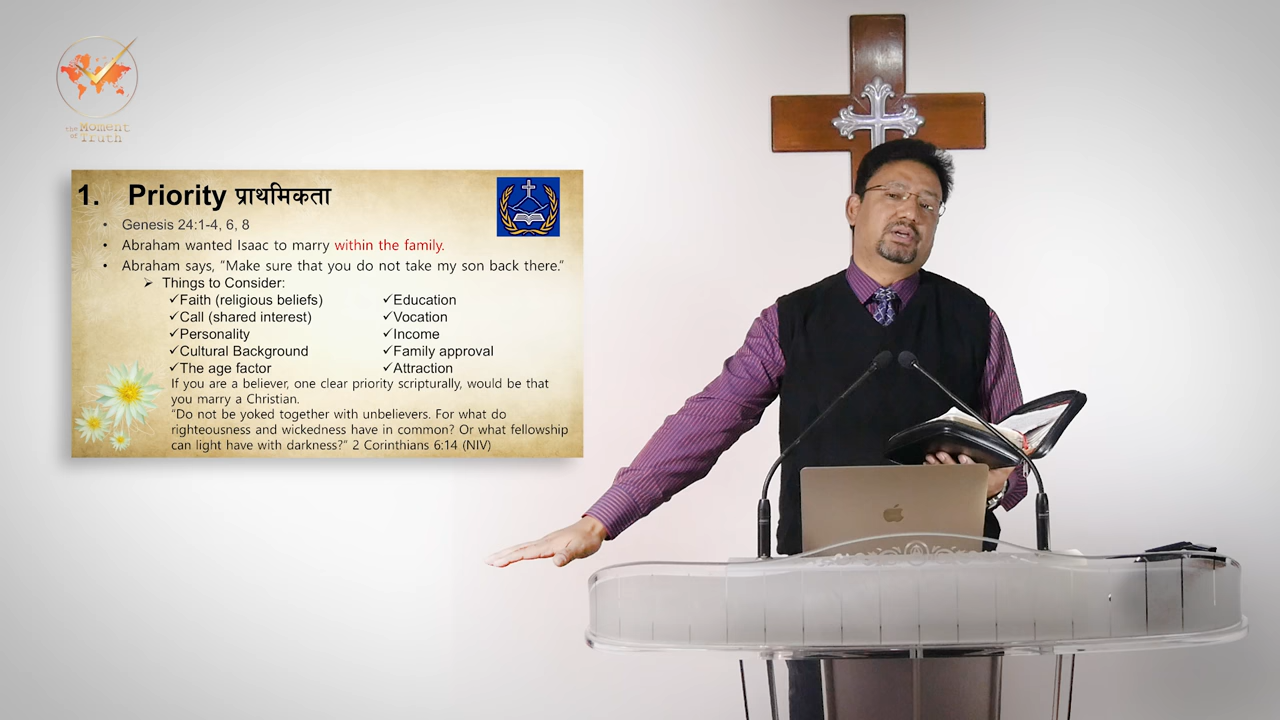 the Moment
of Truth
1. Priority प्राथमिकता
• Genesis 24:1-4, 6, 8
• Abraham wanted Isaac to marry within the family.
• Abraham says, “Make sure that you do not take my son back there.”
➢ Things to Consider:
✓Faith (religious beliefs) ✓Education
✓Call (shared interest) ✓Vocation
✓Personality ✓Income
✓Cultural Background ✓Family approval
✓The age factor ✓Attraction
If you are a believer, one clear priority scripturally, would be that
you marry a Christian.
“Do not be yoked together with unbelievers. For what do
righteousness and wickedness have in common? Or what fellowship
can light have with darkness?” 2 Corinthians 6:14 (NIV)